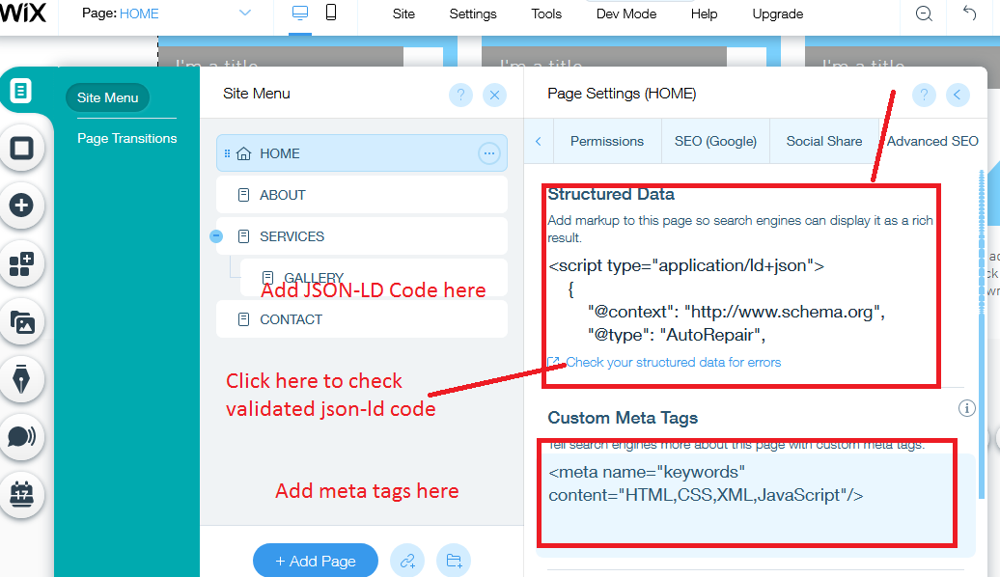 WiX
Page: HOME
Site
Settings
Tools
Dev Mode
Help
Upgrade
I'm a title
I'm a title
I'm a title
Site Menu
Page Transitions
Site Menu
?
HOME
ABOUT
SERVICES
GALLERY
CONTACT
Add JSON-LD Code here
Click here to check
validated json-ld code
Add meta tags here
+ Add Page
17
Page Settings (HOME)
?
Permissions
SEO (Google)
Social Share
Advanced SEO
Structured Data
Add markup to this page so search engines can display it as a rich
result.
<script type="application/ld+json">
{
"@context": "http://www.schema.org",
"@type": "AutoRepair",
Check your structured data for errors
Custom Meta Tags
Tell search engines more about this page with custom meta tags.
<meta name="keywords"
content="HTML,CSS,XML,JavaScript"/>